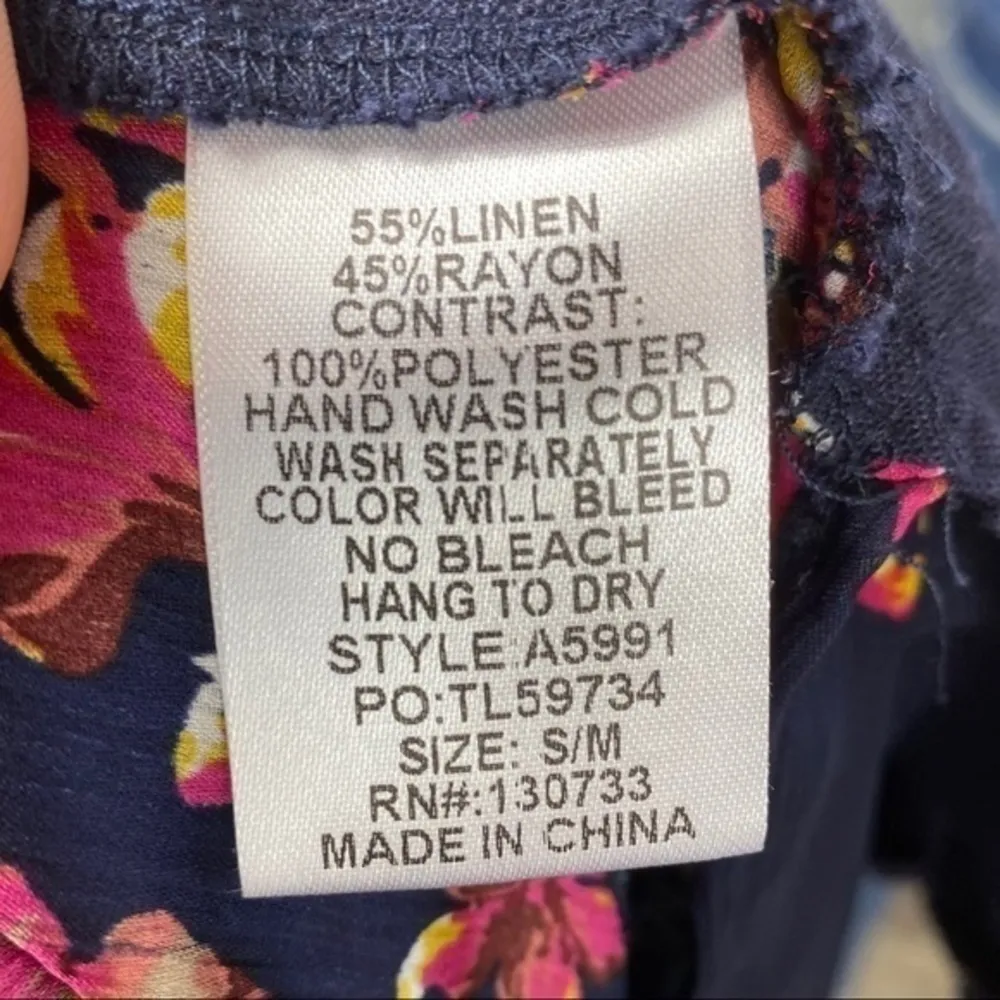 55%LINEN
45%RAYON
CONTRAST:
100%POLYESTER
HAND WASH COLD
WASH SEPARATELY
COLOR WILL BLEED
NO BLEACH
HANG TO DRY
STYLE:A5991
PO:TL59734
SIZE: S/M
RN#:130733
MADE IN CHINA